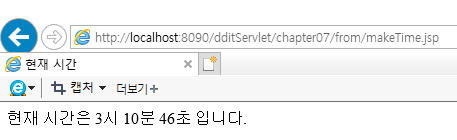 http://localhost:8090/dditServlet/chapter07/from/makeTime.jsp
현재 시간
캡처 더보기+
현재 시간은 3시 10분 46초 입니다.